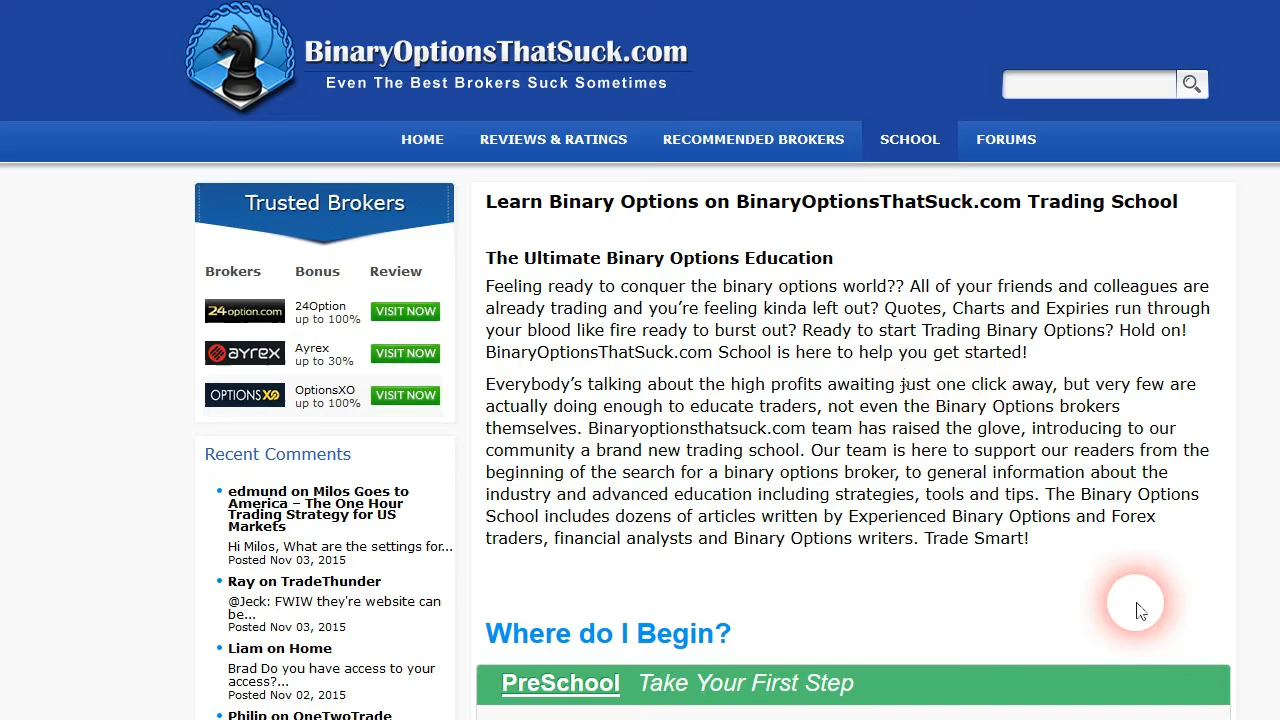 BinaryOptionsThatSuck.com
Even The Best Brokers Suck Sometimes
HOME
REVIEWS & RATINGS
RECOMMENDED BROKERS
SCHOOL
FORUMS
Trusted Brokers
Brokers
Bonus
Review
24option.com
24Option
up to 100%
VISIT NOW
AYREX
Ayrex
up to 30%
VISIT NOW
OPTIONSXO
OptionsXO
up to 100%
VISIT NOW
Recent Comments
edmund on Milos Goes to
America – The One Hour
Trading Strategy for US
Markets
Hi Milos, What are the settings for...
Posted Nov 03, 2015
Ray on TradeThunder
@Jeck: FWIW they're website can
be...
Posted Nov 03, 2015
Liam on Home
Brad Do you have access to your
access?...
Posted Nov 02, 2015
Philip on OneTwoTrade
Learn Binary Options on BinaryOptionsThatSuck.com Trading School
The Ultimate Binary Options Education
Feeling ready to conquer the binary options world?? All of your friends and colleagues are
already trading and you’re feeling kinda left out? Quotes, Charts and Expiries run through
your blood like fire ready to burst out? Ready to start Trading Binary Options? Hold on!
BinaryOptionsThatSuck.com School is here to help you get started!
Everybody’s talking about the high profits awaiting just one click away, but very few are
actually doing enough to educate traders, not even the Binary Options brokers
themselves. Binaryoptionsthatsuck.com team has raised the glove, introducing to our
community a brand new trading school. Our team is here to support our readers from the
beginning of the search for a binary options broker, to general information about the
industry and advanced education including strategies, tools and tips. The Binary Options
School includes dozens of articles written by Experienced Binary Options and Forex
traders, financial analysts and Binary Options writers. Trade Smart!
Where do I Begin?
PreSchool Take Your First Step